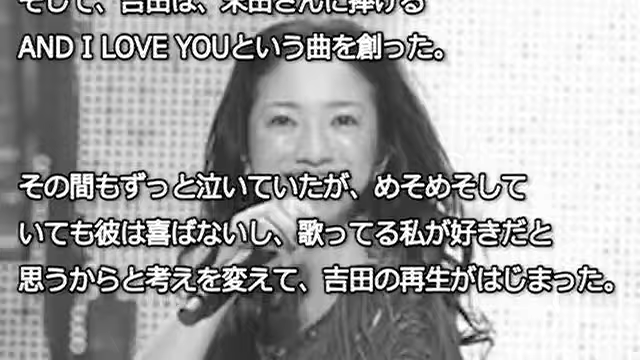 そして、吉田は、末田さんに捧げる
AND I LOVE YOUという曲を創った。
その間もずっと泣いていたが、めそめそして
いても彼は喜ばないし、歌ってる私が好きだと
思うからと考えを変えて、吉田の再生がはじまった。